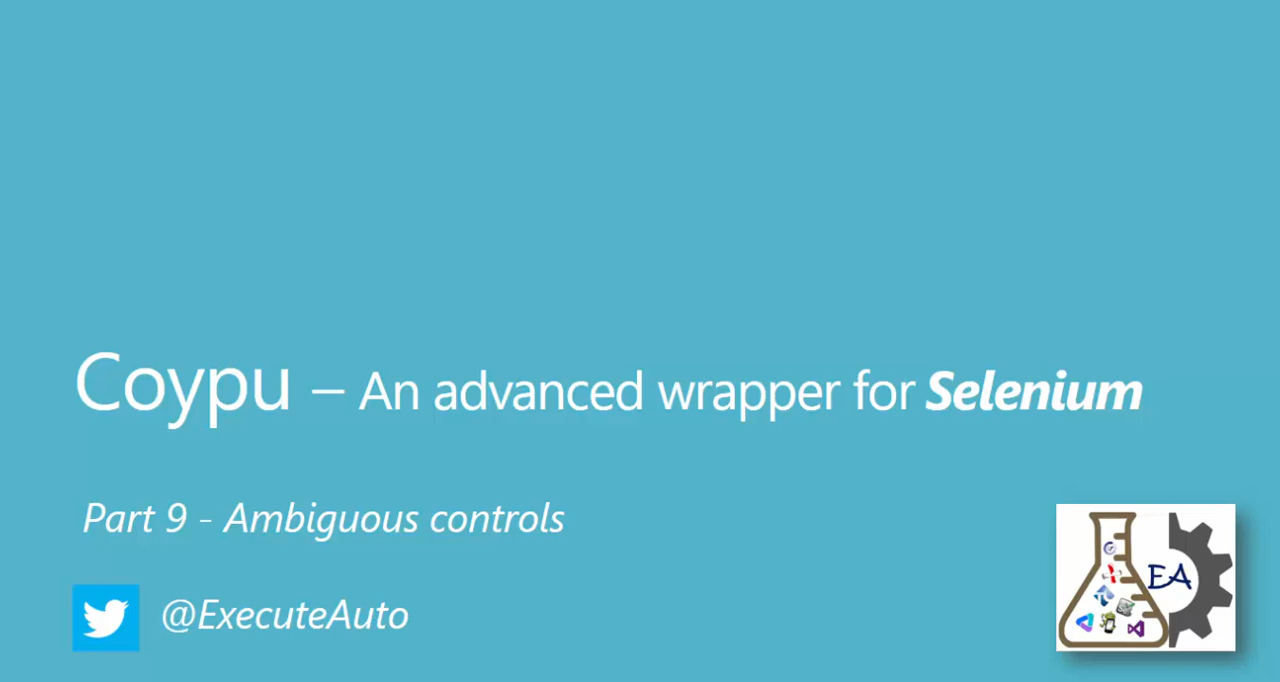 Coypu – An advanced wrapper for Selenium
Part 9 - Ambiguous controls
@ExecuteAuto
EA